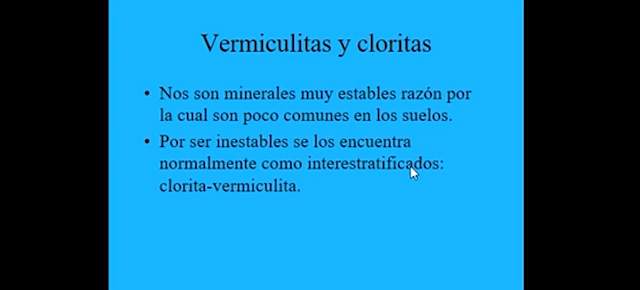 Vermiculitas y cloritas
• Nos son minerales muy estables razón por
la cual son poco comunes en los suelos.
• Por ser inestables se los encuentra
normalmente como interestratificados:
clorita-vermiculita.